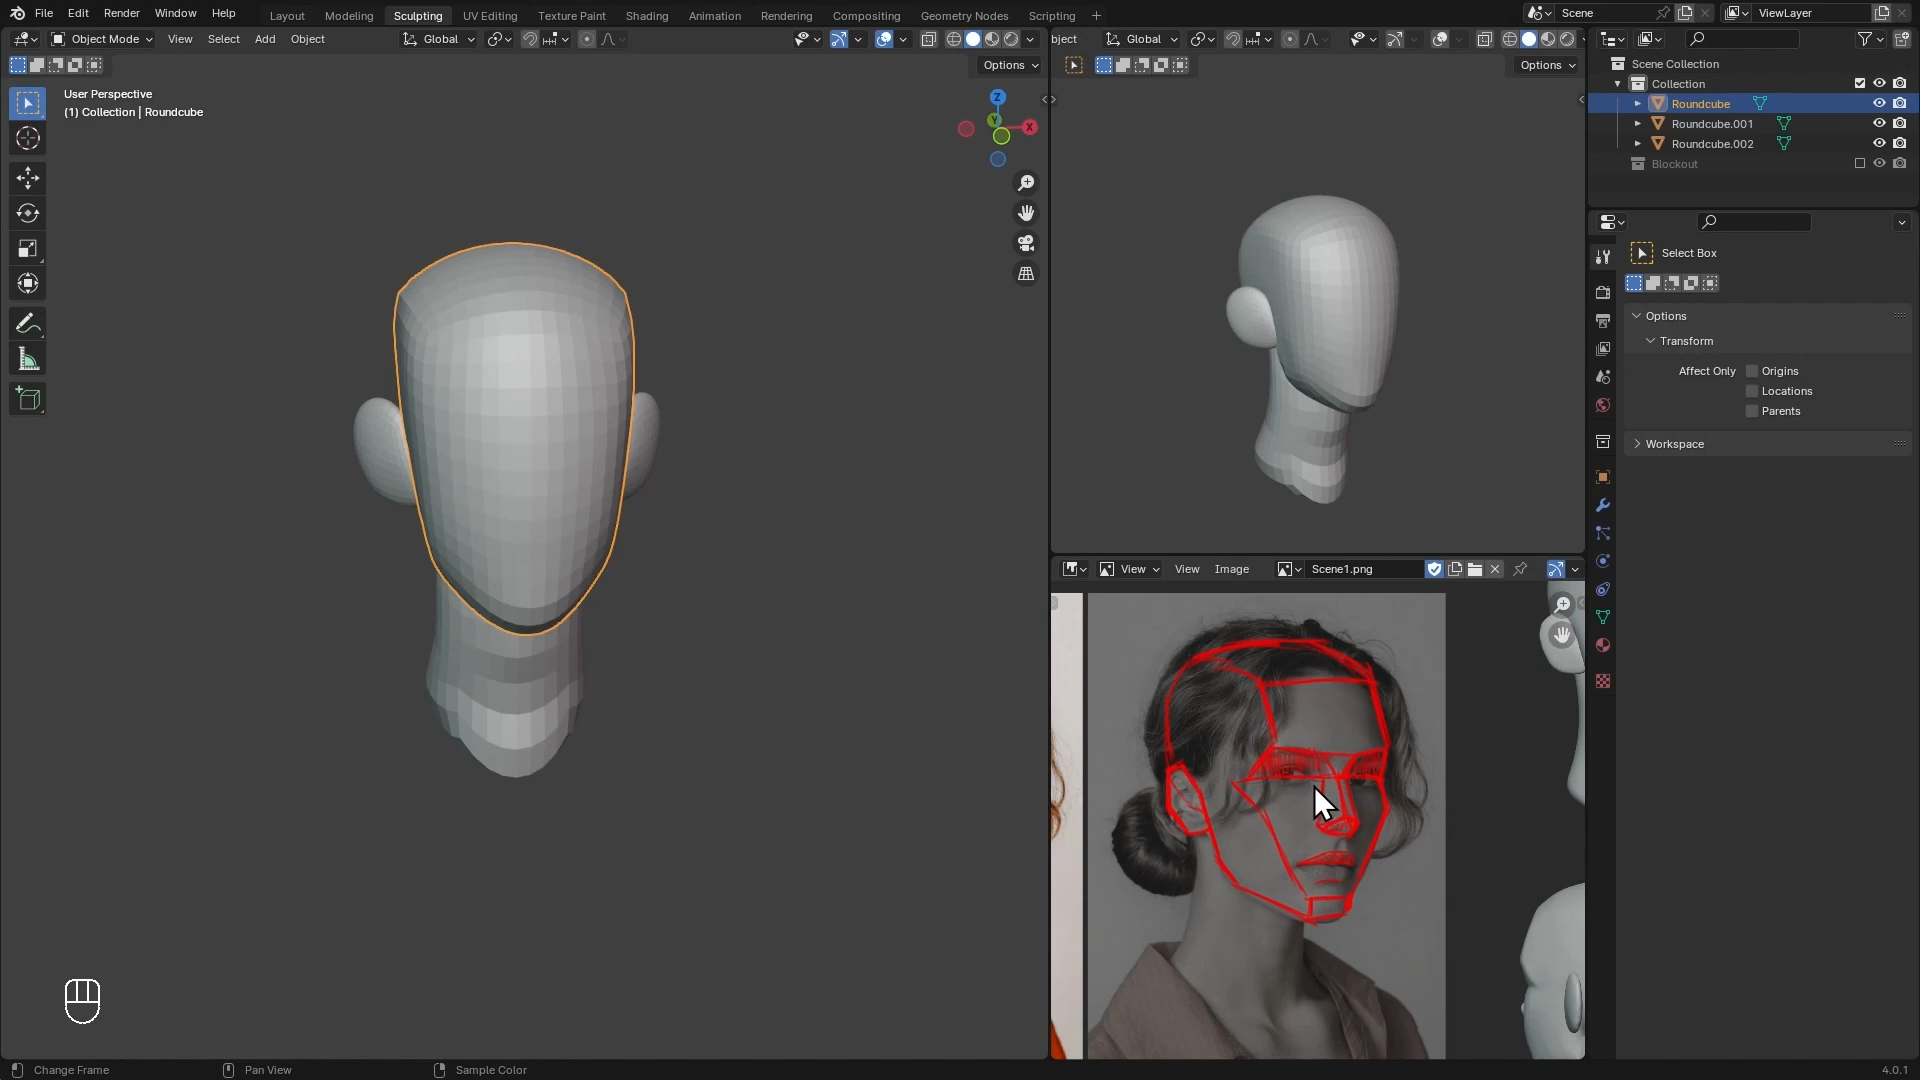 File Edit Render Window Help
Layout Modeling Sculpting UV Editing Texture Paint Shading Animation Rendering Compositing Geometry Nodes Scripting +
Scene
ViewLayer
Object Mode View Select Add Object Global
bject Global
Options
Options
User Perspective
(1) Collection | Roundcube
Z
Y
X
Scene Collection
Collection
Roundcube
Roundcube.001
Roundcube.002
Blockout
Select Box
Options
Transform
Affect Only Origins
Locations
Parents
Workspace
View View Image Scene1.png
Change Frame Pan View Sample Color 4.0.1